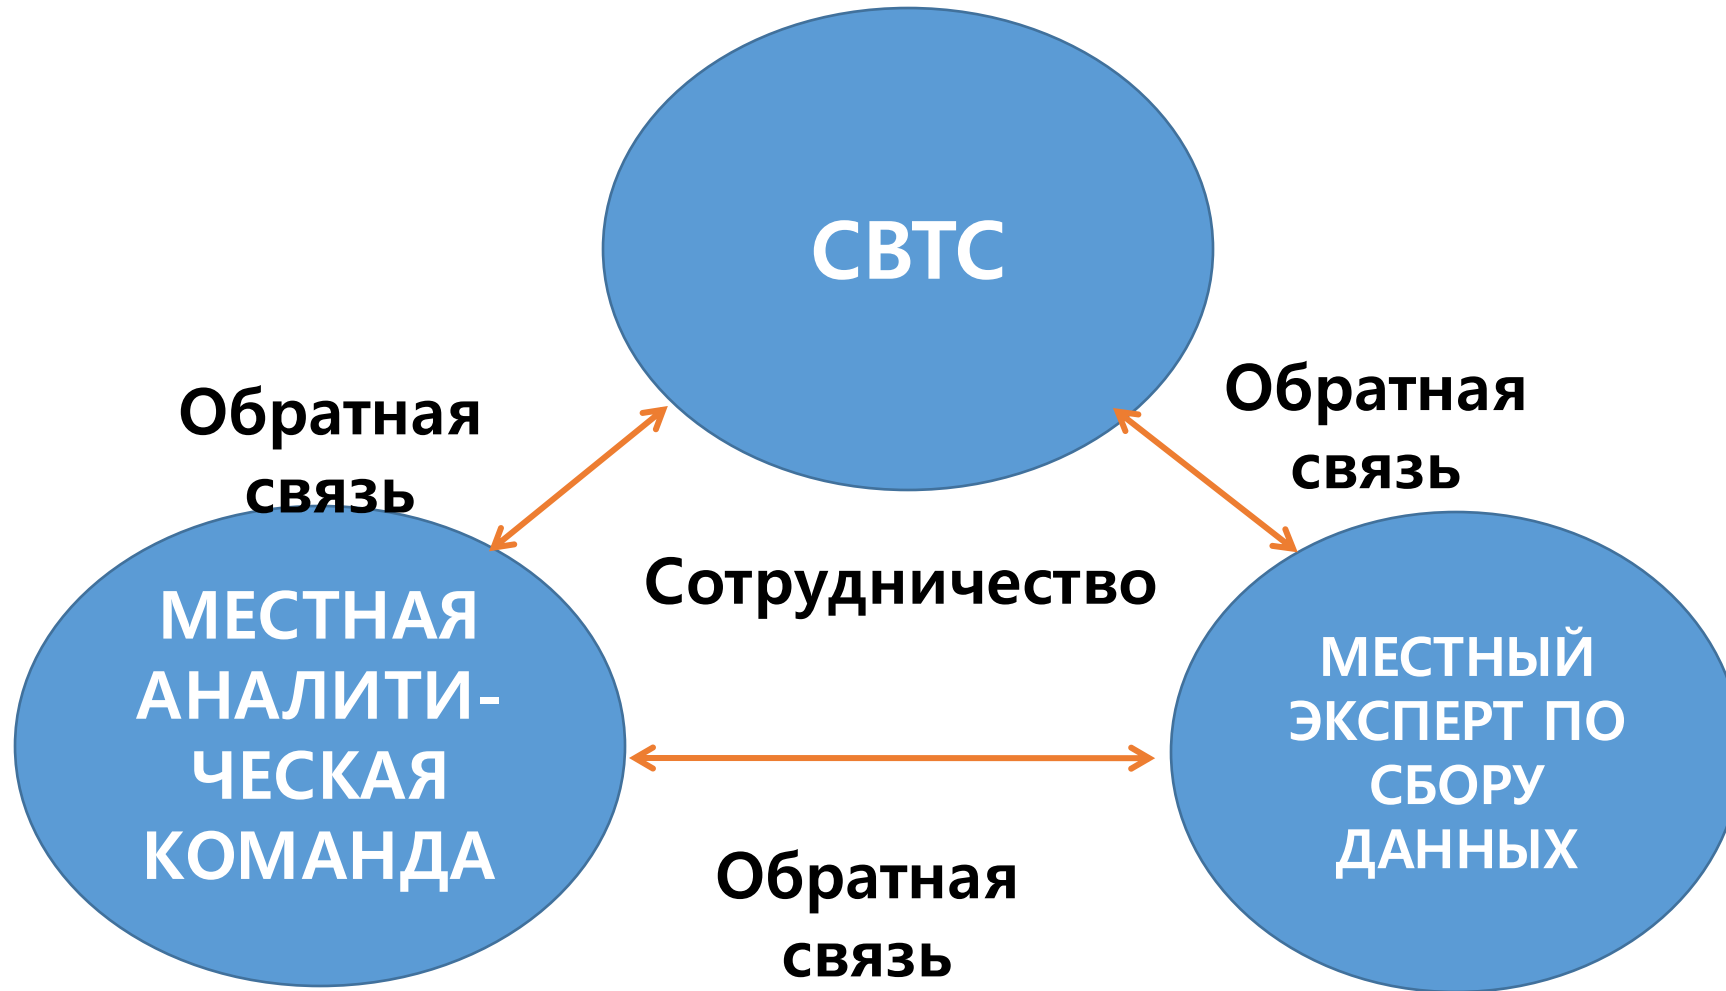 СВТС
Обратная
связь
Обратная
связь
Сотрудничество
МЕСТНАЯ
АНАЛИТИ-
ЧЕСКАЯ
КОМАНДА
МЕСТНЫЙ
ЭКСПЕРТ ПО
СБОРУ
ДАННЫХ
Обратная
связь